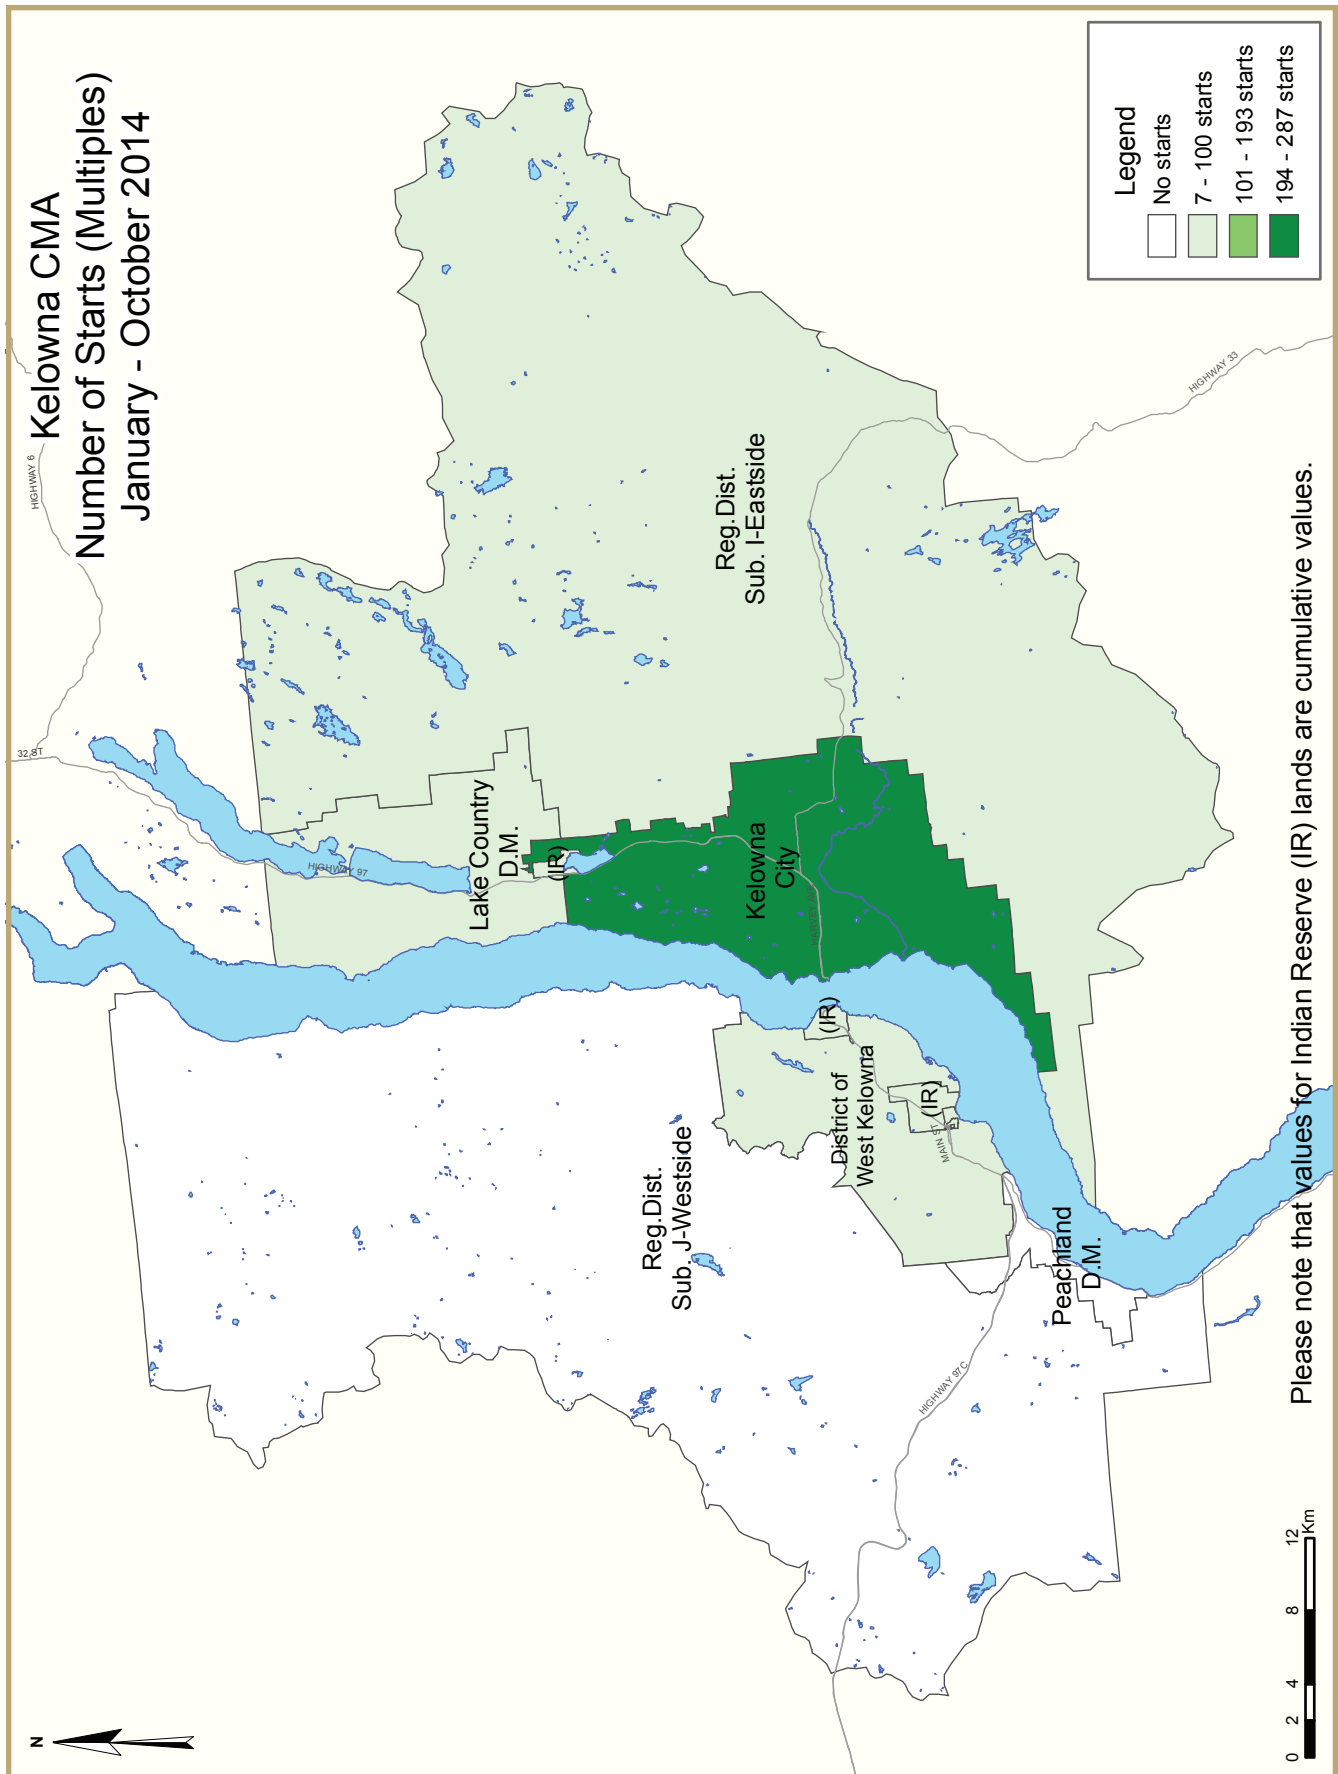 Kelowna CMA
Number of Starts (Multiples)
January - October 2014
HIGHWAY 6
32 ST
HIGHWAY 97
Lake Country
D.M.
(IR)
Reg.Dist.
Sub. I-Eastside
Kelowna
City
HARVEY AVE
HIGHWAY 33
(IR)
District of
West Kelowna
(IR)
MAIN ST
Reg.Dist.
Sub. J-Westside
Peachland
D.M.
HIGHWAY 97 C
Legend
No starts
7 - 100 starts
101 - 193 starts
194 - 287 starts
N
0 2 4 8 12
Km
Please note that values for Indian Reserve (IR) lands are cumulative values.